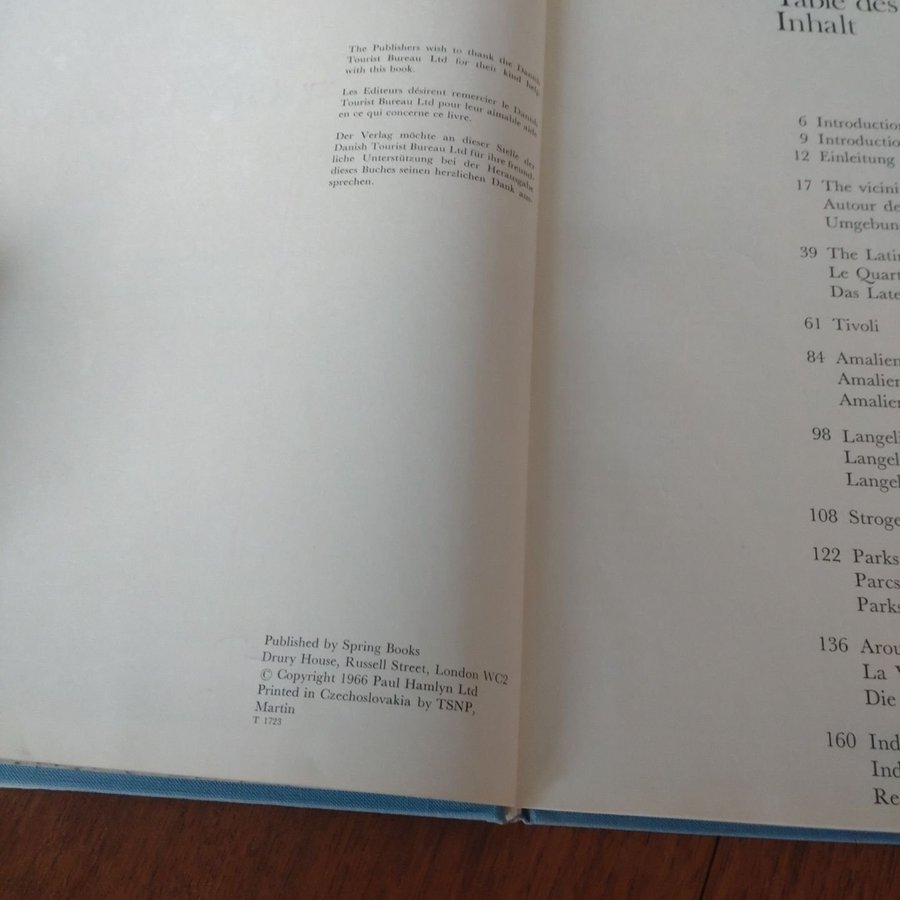 The Publishers wish to thank the Danish
Tourist Bureau Ltd for their kind help
with this book.
Les Editeurs désirent remercier le Danish
Tourist Bureau Ltd pour leur aimable aide
en ce qui concerne ce livre.
Der Verlag möchte an dieser Stelle der
Danish Tourist Bureau Ltd für ihre freund-
liche Unterstützung bei der Herausgabe
dieses Buches seinen herzlichen Dank aus-
sprechen.
Published by Spring Books
Drury House, Russell Street, London WC2
© Copyright 1966 Paul Hamlyn Ltd
Printed in Czechoslovakia by TSNP,
Martin
T 1723
Table des
Inhalt
6 Introduction
9 Introductio
12 Einleitung
17 The vicini
Autour de
Umgebun
39 The Latin
Le Quart
Das Late
61 Tivoli
84 Amalien
Amalien
Amalien
98 Langeli
Langel
Langel
108 Stroge
122 Parks
Parcs
Parks
136 Arou
La V
Die
160 Ind
Ind
Re